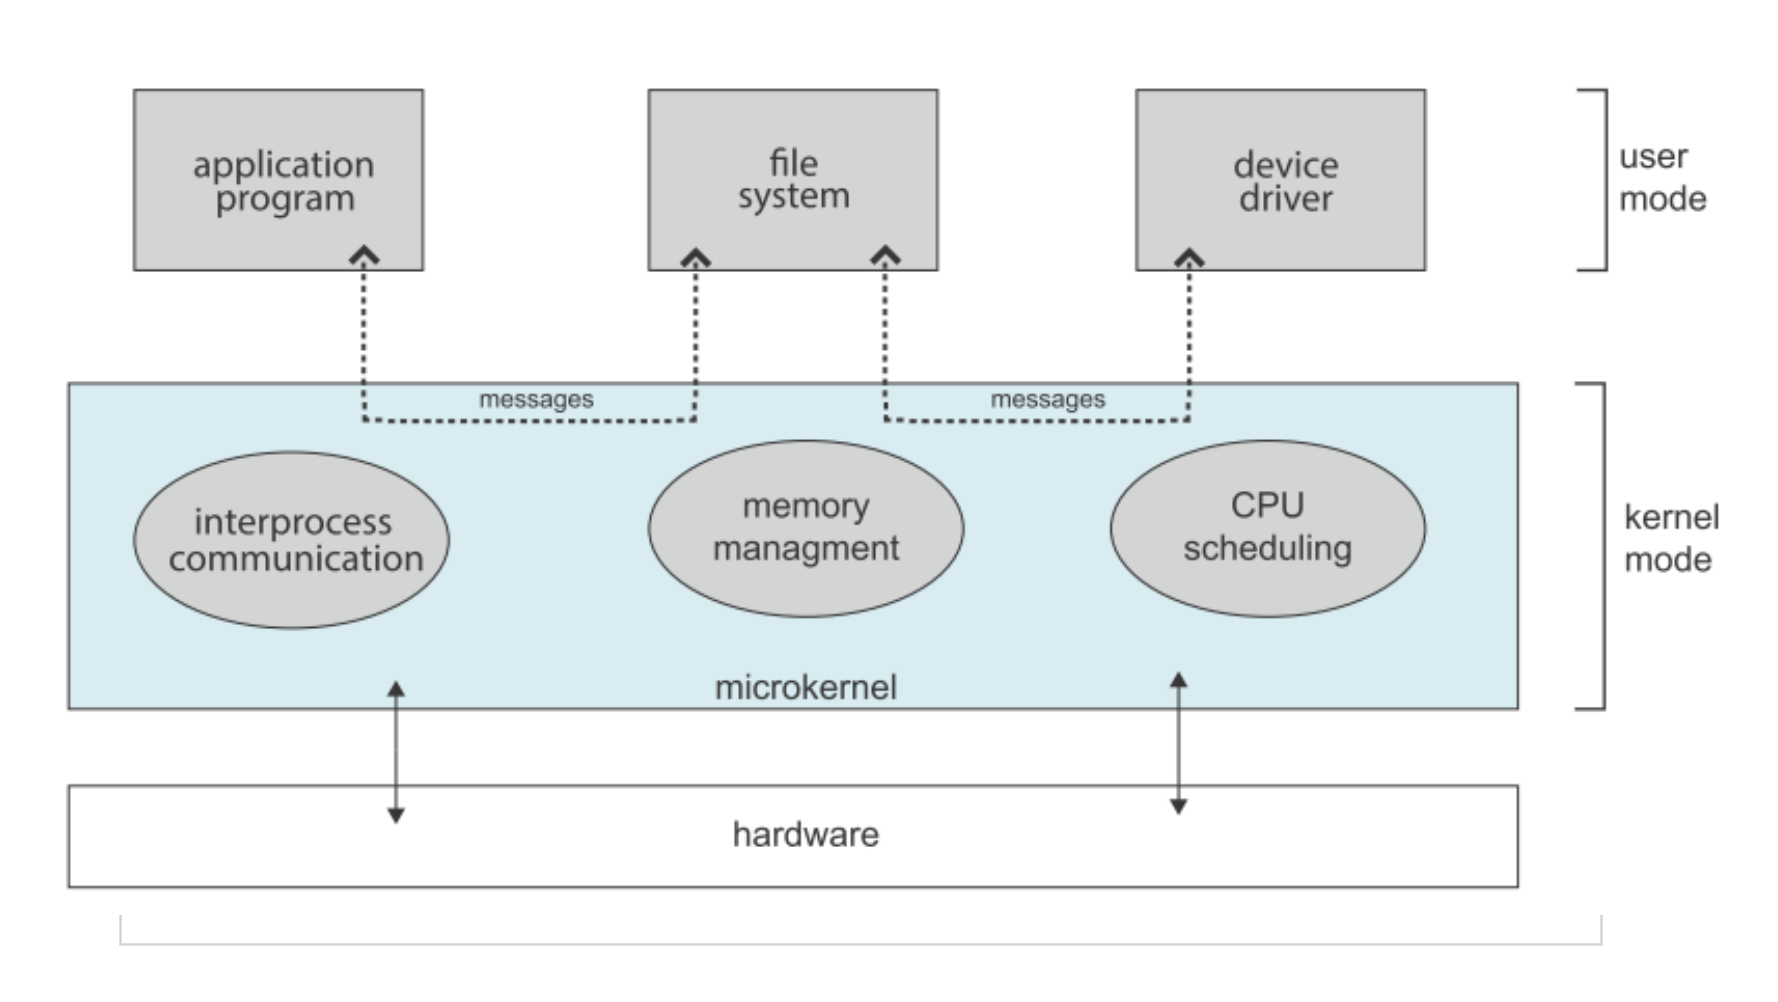 application
program
file
system
device
driver
user
mode
messages
messages
interprocess
communication
memory
managment
CPU
scheduling
kernel
mode
microkernel
hardware